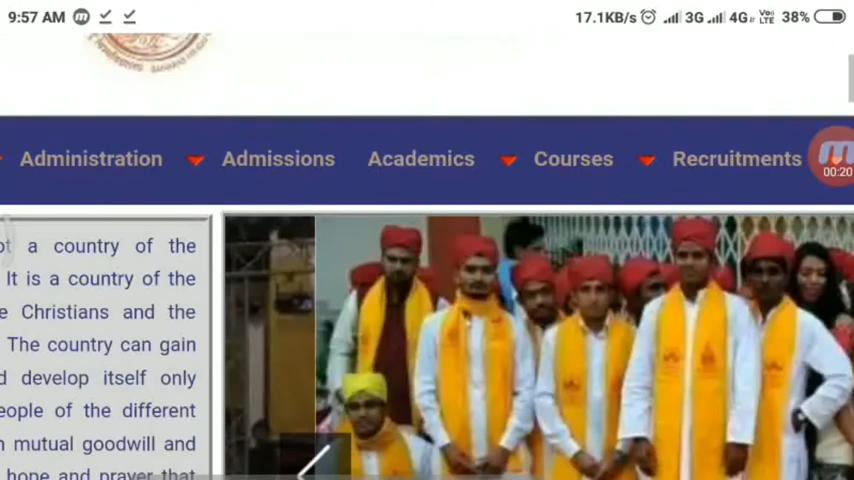 9:57 AM 17.1KB/s 3G 4G Vo) LTE 38%
Administration Admissions Academics Courses Recruitments
00:20
a country of the
It is a country of the
Christians and the
The country can gain
develop itself only
of the different
mutual goodwill and
hope and prayer that